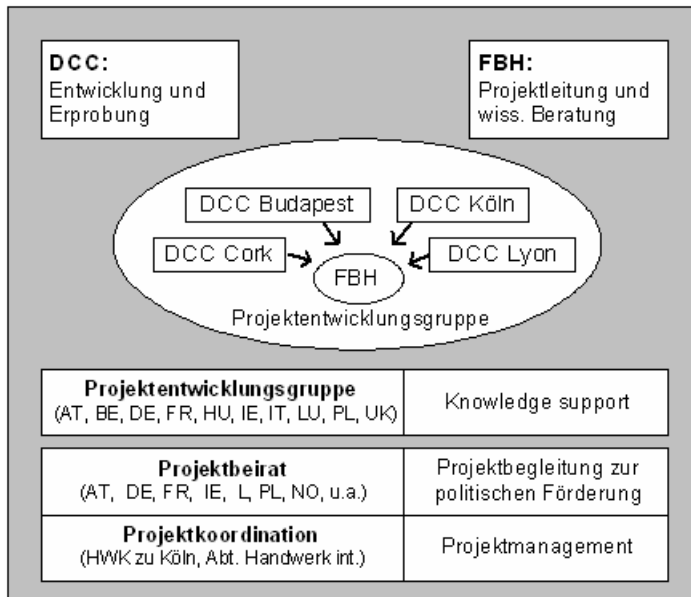 DCC:
Entwicklung und
Erprobung
FBH:
Projektleitung und
wiss. Beratung
DCC Budapest
DCC Köln
DCC Cork
DCC Lyon
FBH
Projektentwicklungsgruppe
Projektentwicklungsgruppe
(AT, BE, DE, FR, HU, IE, IT, LU, PL, UK)
Knowledge support
Projektbeirat
(AT, DE, FR, IE, L, PL, NO, u.a.)
Projektbegleitung zur
politischen Förderung
Projektkoordination
(HWK zu Köln, Abt. Handwerk int.)
Projektmanagement